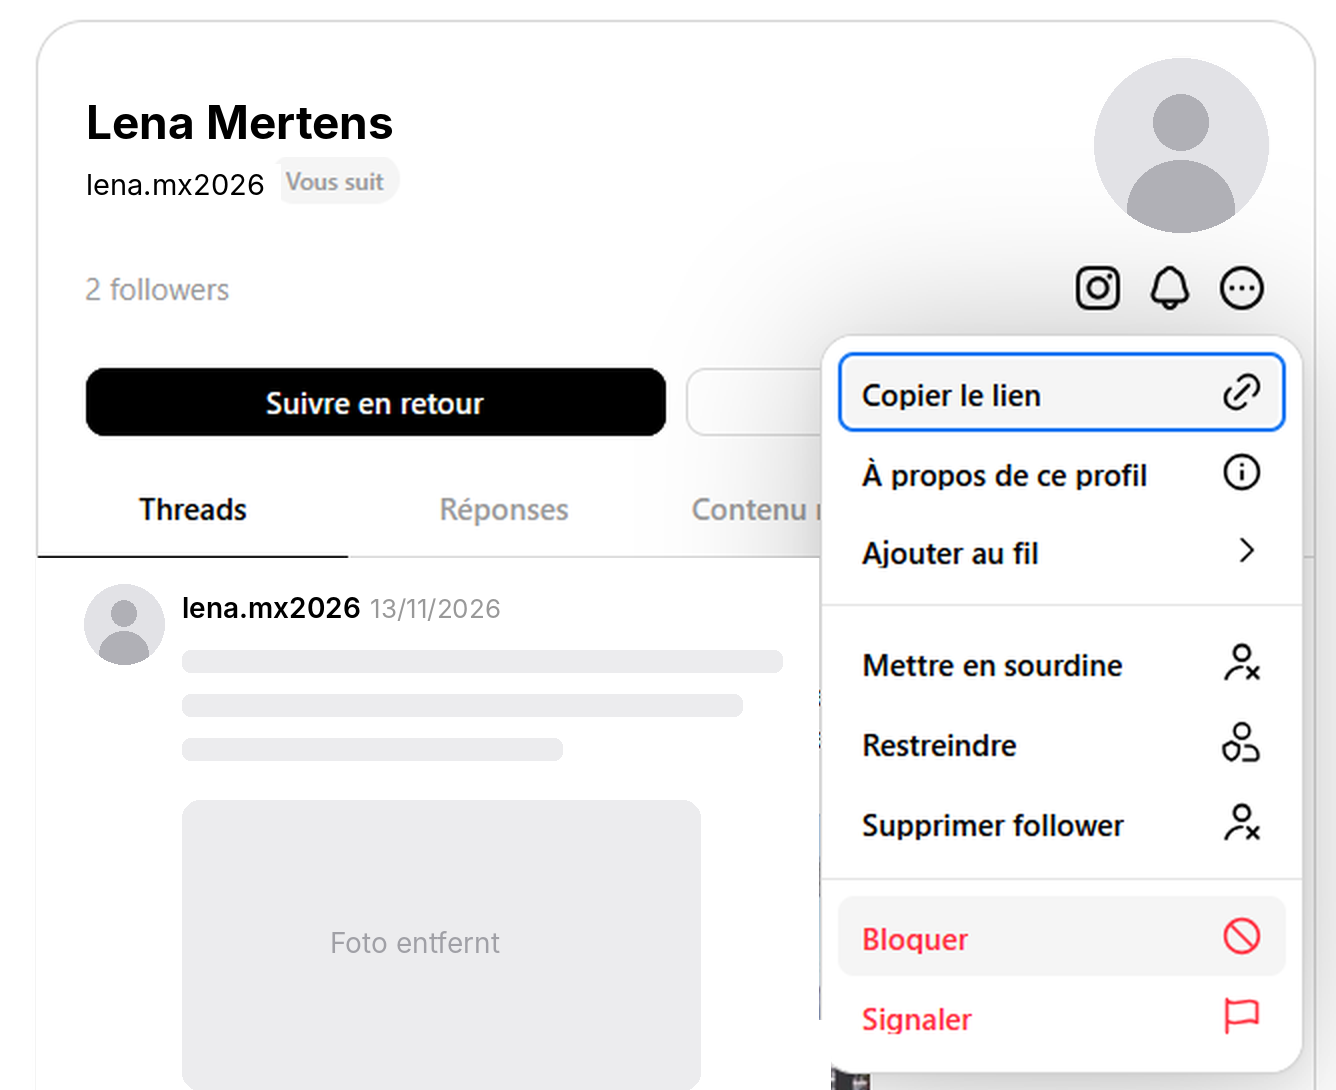 Lena Mertens
lena.mx2026 Vous suit
2 followers
Suivre en retour
Threads Réponses Contenu
Copier le lien
À propos de ce profil
Ajouter au fil
Mettre en sourdine
Restreindre
Supprimer follower
Bloquer
Signaler
lena.mx2026 13/11/2026
Foto entfernt